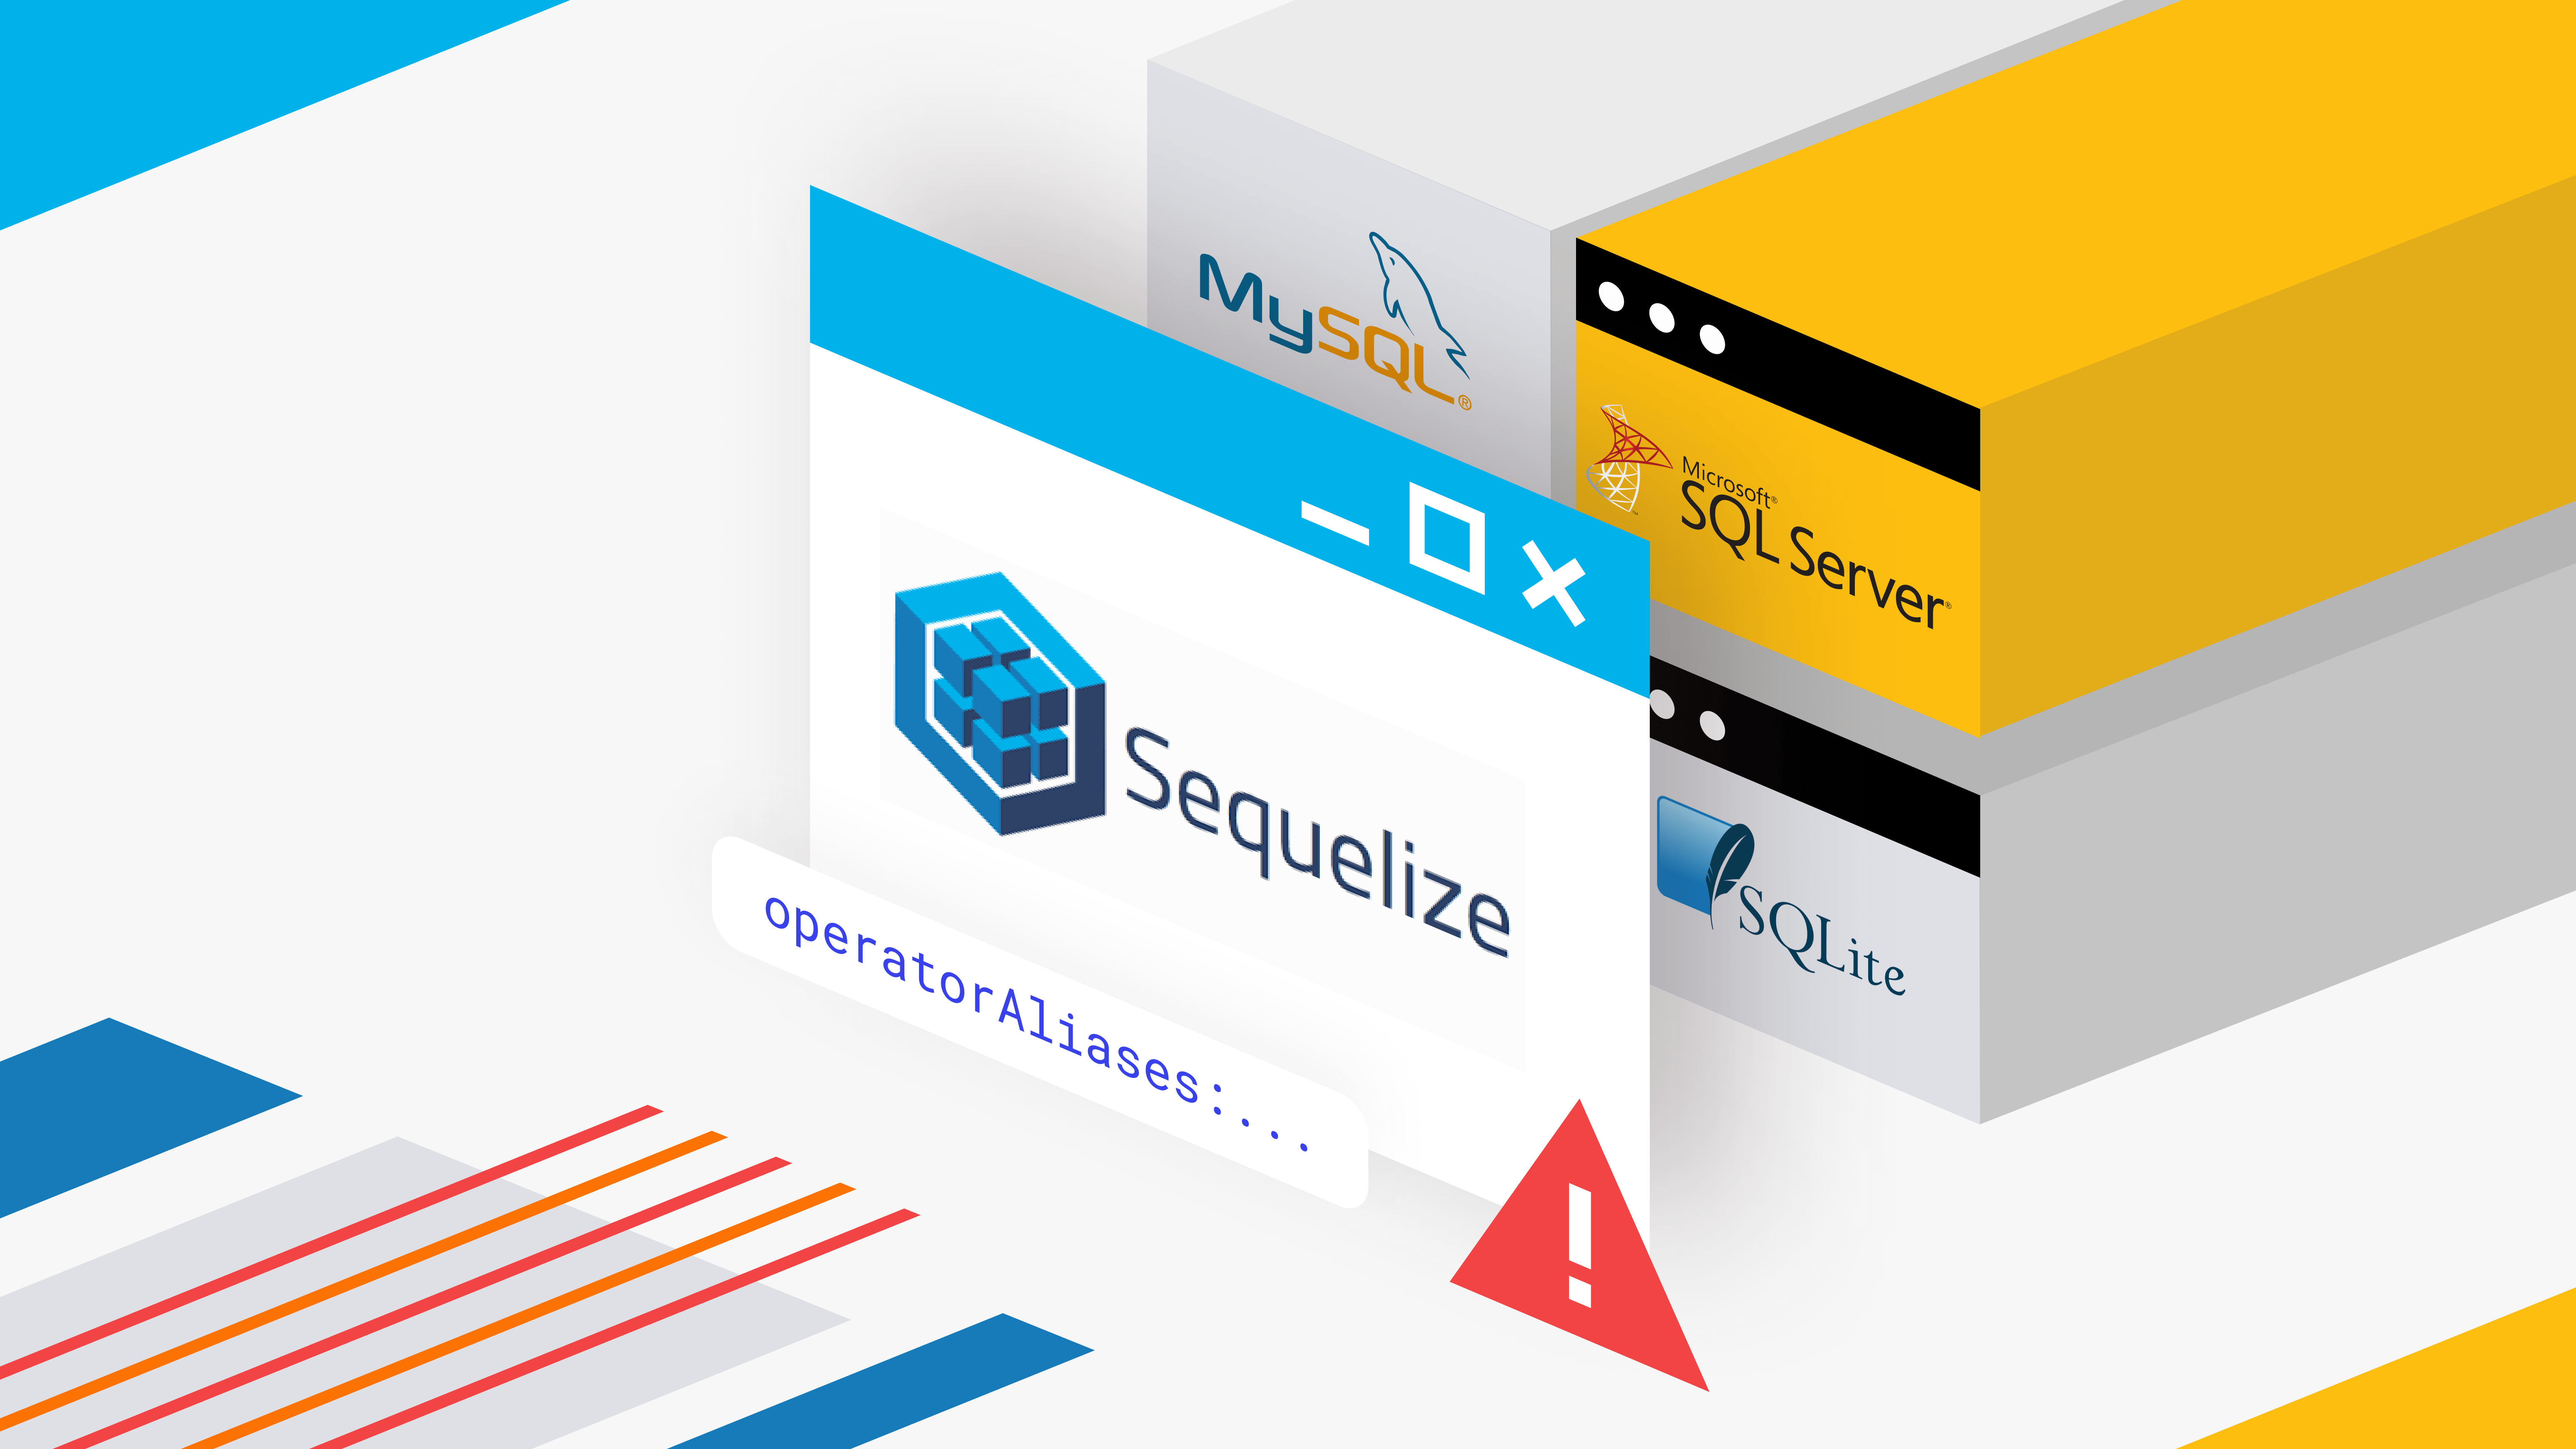 MySQL®
Microsoft®
SQL Server®
Sequelize
SQLite
operatorAliases:...
!